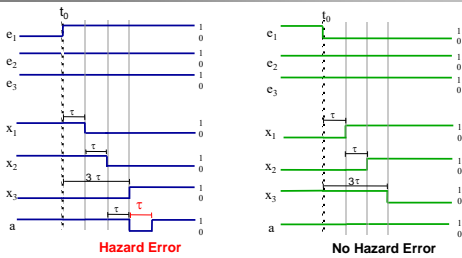 t0
e1 1 0
e2 1 0
e3 1 0
τ
x1 1 0
τ
x2 1 0
3 τ
x3 1 0
τ τ
a 1 0
Hazard Error
t0
e1 1 0
e2 1 0
e3 1 0
τ
x1 1 0
τ
x2 1 0
3τ
x3 1 0
a 1 0
No Hazard Error